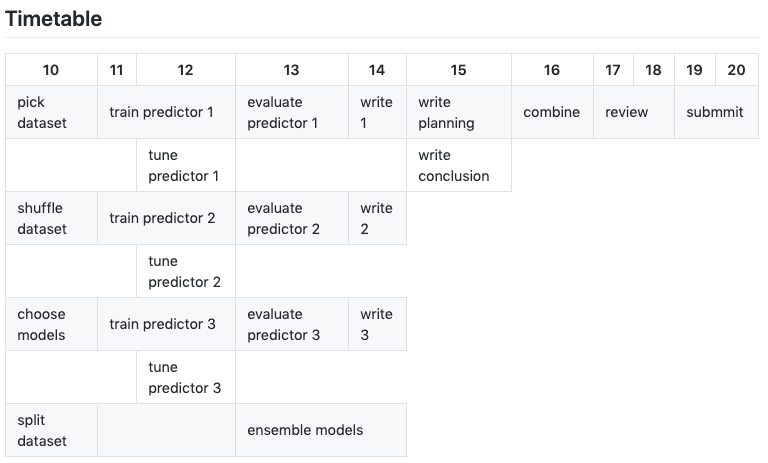 Timetable
10 11 12 13 14 15 16 17 18 19 20
pick train predictor 1 evaluate write write combine review submmit
dataset predictor 1 1 planning
tune write
predictor 1 conclusion
shuffle train predictor 2 evaluate write
dataset predictor 2 2
tune
predictor 2
choose train predictor 3 evaluate write
models predictor 3 3
tune
predictor 3
split ensemble models
dataset